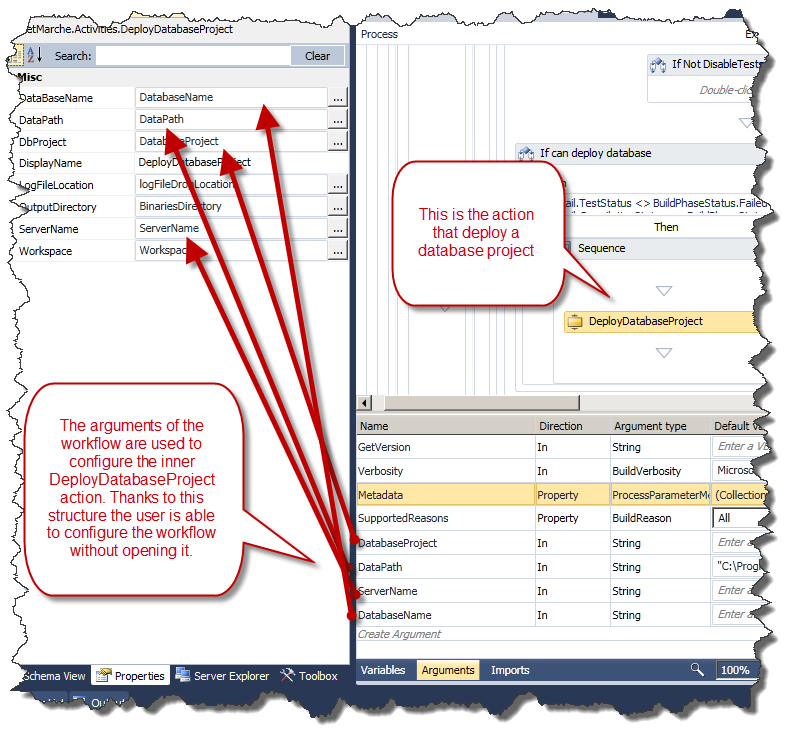 etMarche.Activities.DeployDatabaseProject
Search:
Clear
Misc
DataBaseName DatabaseName ...
DataPath DataPath ...
DbProject DatabaseProject ...
DisplayName DeployDatabaseProject
LogFileLocation logFileDropLocation ...
OutputDirectory BinariesDirectory ...
ServerName ServerName ...
Workspace Workspace ...
The arguments of the
workflow are used to
configure the inner
DeployDatabaseProject
action. Thanks to this
structure the user is able
to configure the workflow
without opening it.
Schema View Properties Server Explorer Toolbox
Process
If Not DisableTests
Double-clic
If can deploy database
ail.TestStatus <> BuildPhaseStatus.Failed
Then
Sequence
This is the action
that deploy a
database project
DeployDatabaseProject
Name Direction Argument type Default va
GetVersion In String Enter a VB
Verbosity In BuildVerbosity Microso
Metadata Property ProcessParameterMe (Collection
SupportedReasons Property BuildReason All
DatabaseProject In String Enter a
DataPath In String "C:\Prog
ServerName In String Enter a
DatabaseName In String Enter a
Create Argument
Variables Arguments Imports 100%